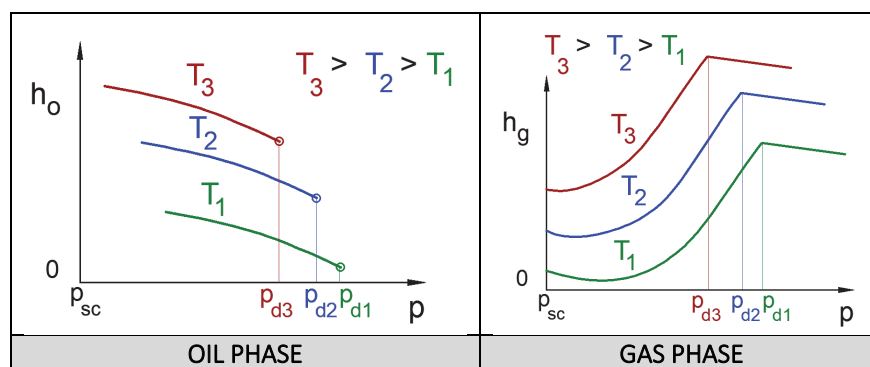 T3 > T2 > T1
ho
T3
T2
T1
0
psc
pd3 pd2 pd1 p
OIL PHASE
T3 > T2 > T1
hg
T3
T2
T1
0
psc
pd3 pd2 pd1 p
GAS PHASE